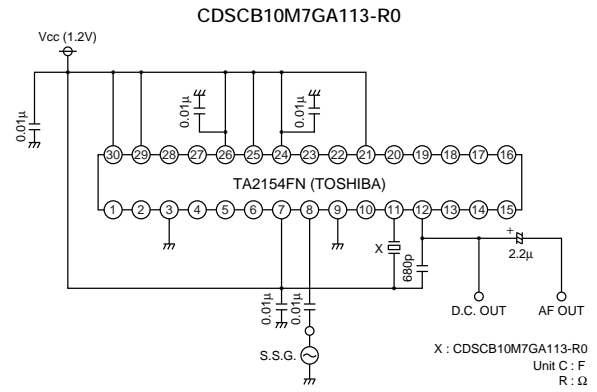 CDSCB10M7GA113-R0
Vcc (1.2V)
0.01μ
0.01μ
0.01μ
30 29 28 27 26 25 24 23 22 21 20 19 18 17 16
TA2154FN (TOSHIBA)
1 2 3 4 5 6 7 8 9 10 11 12 13 14 15
X
680p
+
2.2μ
0.01μ
0.01μ
D.C. OUT
AF OUT
S.S.G.
X : CDSCB10M7GA113-R0
Unit C : F
R : Ω